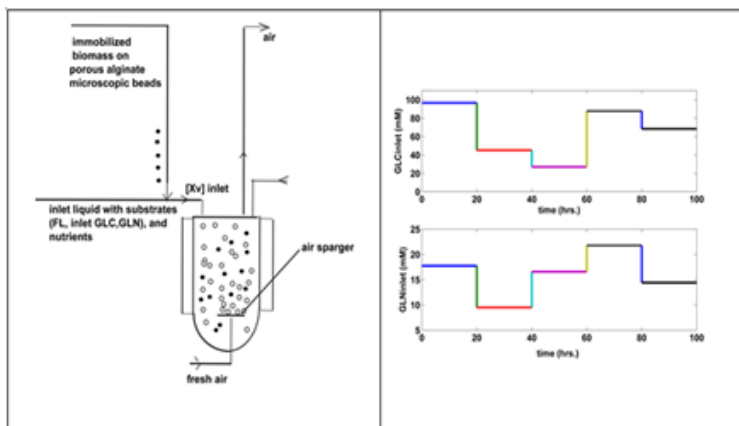 immobilized
biomass on
porous alginate
microscopic beads
air
[Xv] inlet
inlet liquid with substrates
(FL, inlet GLC,GLN), and
nutrients
air sparger
fresh air
GLCinlet (mM)
100
80
60
40
20
0
0 20 40 60 80 100
time (hrs.)
GLNinlet (mM)
25
20
15
10
5
0 20 40 60 80 100
time (hrs.)